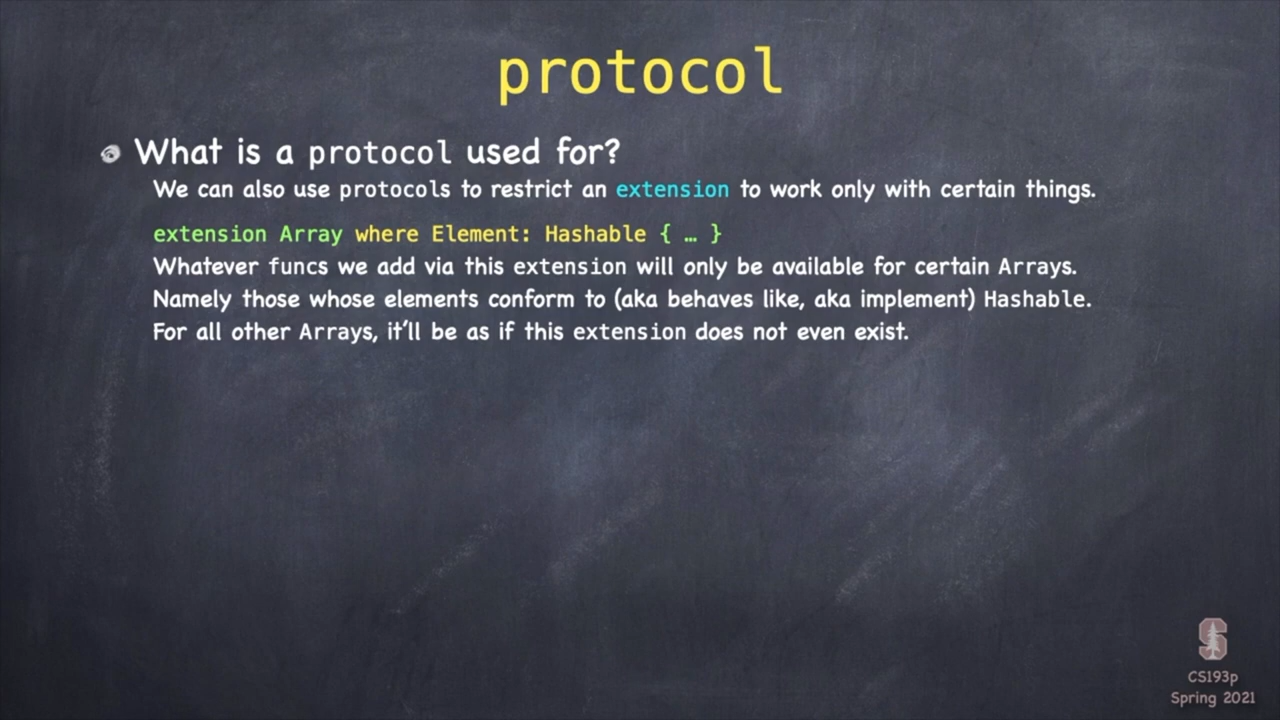 protocol
What is a protocol used for?
We can also use protocols to restrict an extension to work only with certain things.
extension Array where Element: Hashable { … }
Whatever funcs we add via this extension will only be available for certain Arrays.
Namely those whose elements conform to (aka behaves like, aka implement) Hashable.
For all other Arrays, it’ll be as if this extension does not even exist.
S
CS193p
Spring 2021